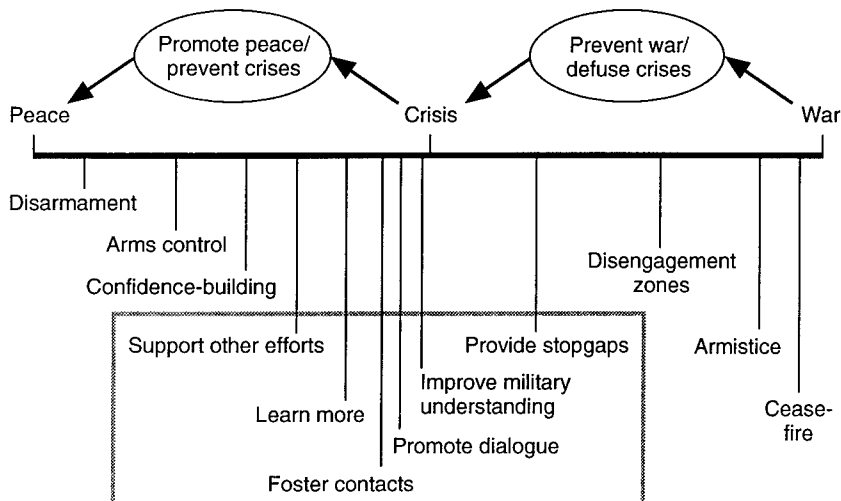 Promote peace/
prevent crises
Prevent war/
defuse crises
Peace
Crisis
War
Disarmament
Arms control
Confidence-building
Disengagement
zones
Support other efforts
Provide stopgaps
Armistice
Improve military
understanding
Learn more
Cease-
fire
Promote dialogue
Foster contacts